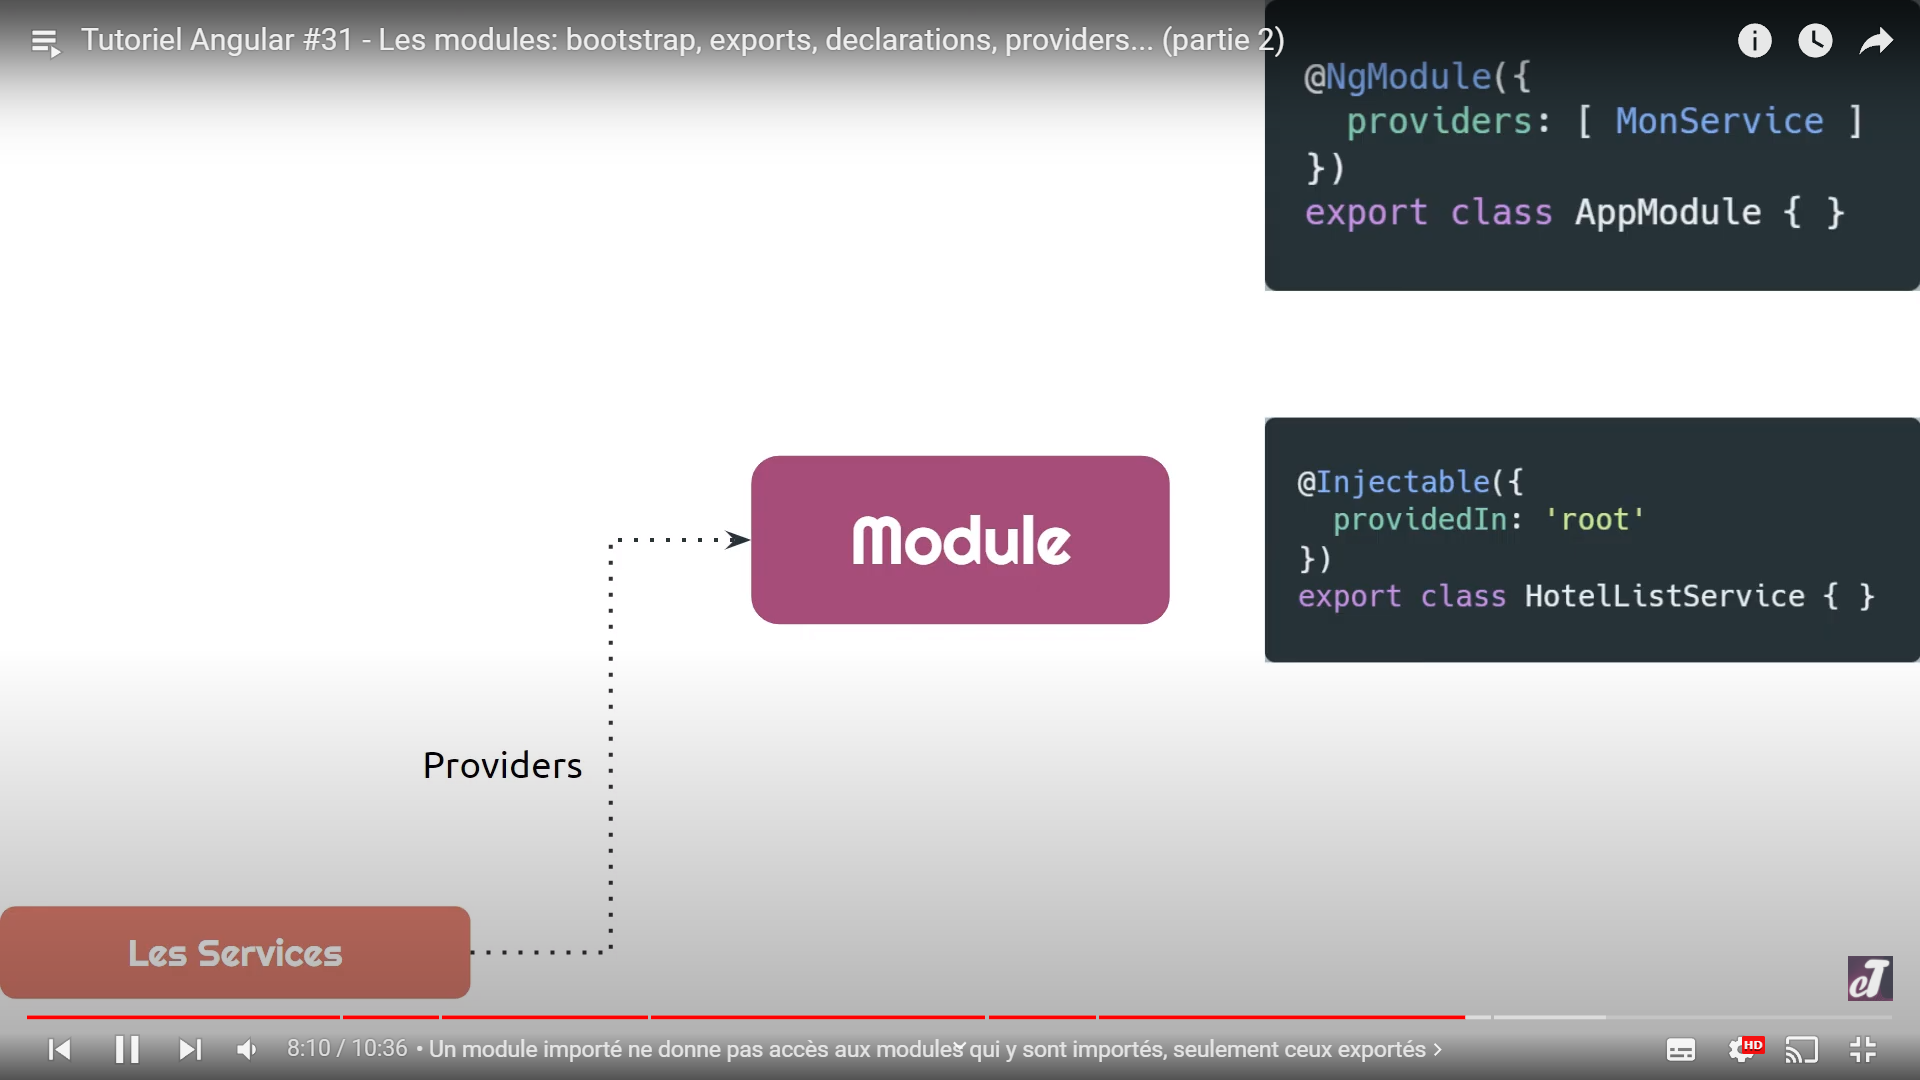 Tutoriel Angular #31 - Les modules: bootstrap, exports, declarations, providers... (partie 2)
@NgModule({
providers: [ MonService ]
})
export class AppModule { }
@Injectable({
providedIn: 'root'
})
export class HotelListService { }
Module
Providers
Les Services
cT
8:10 / 10:36 • Un module importé ne donne pas accès aux modules qui y sont importés, seulement ceux exportés
HD